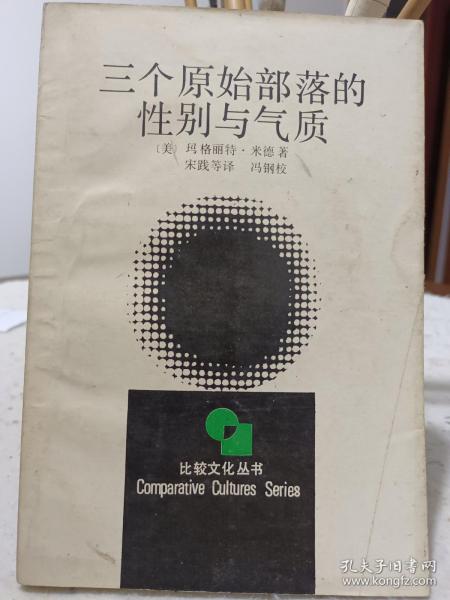 三个原始部落的
性别与气质
〔美〕玛格丽特·米德著
宋践等译 冯钢校
比较文化丛书
Comparative Cultures Series
孔夫子旧书网
www.kongfz.com